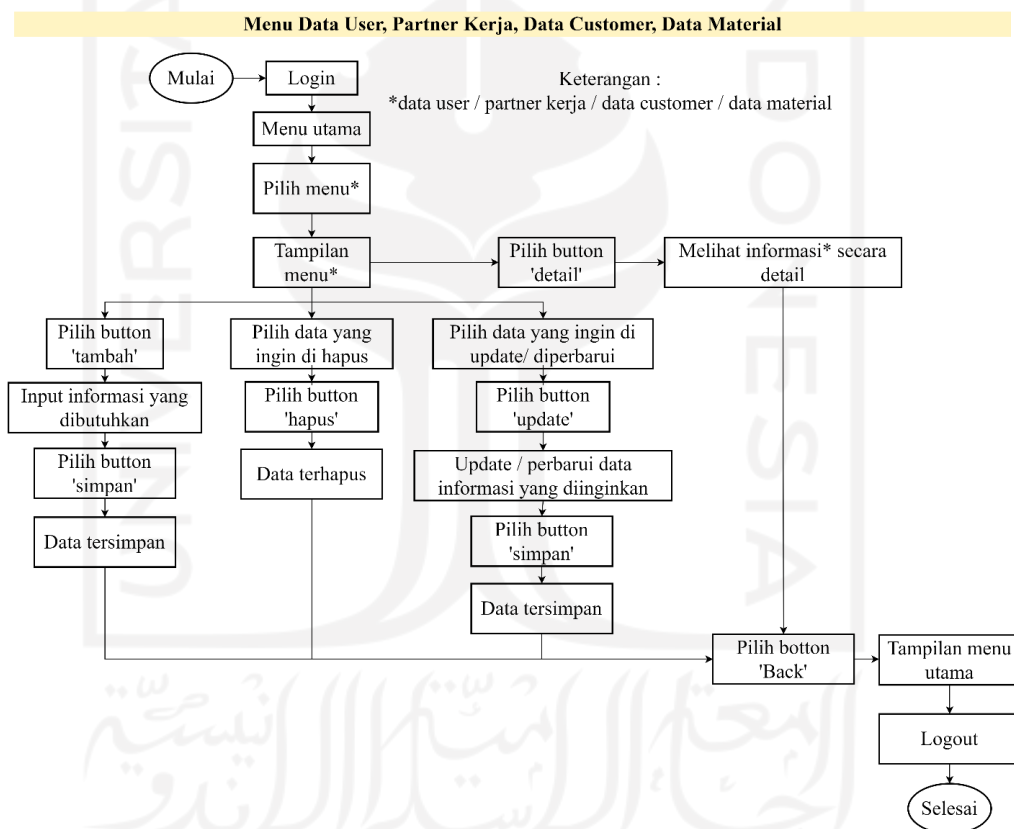 Menu Data User, Partner Kerja, Data Customer, Data Material
Mulai
Login
Keterangan :
*data user / partner kerja / data customer / data material
Menu utama
Pilih menu*
Tampilan
menu*
Pilih button
'detail'
Melihat informasi* secara
detail
Pilih button
'tambah'
Input informasi yang
dibutuhkan
Pilih button
'simpan'
Data tersimpan
Pilih data yang
ingin di hapus
Pilih button
'hapus'
Data terhapus
Pilih data yang ingin di
update/ diperbarui
Pilih button
'update'
Update / perbarui data
informasi yang diinginkan
Pilih button
'simpan'
Data tersimpan
Pilih botton
'Back'
Tampilan menu
utama
Logout
Selesai